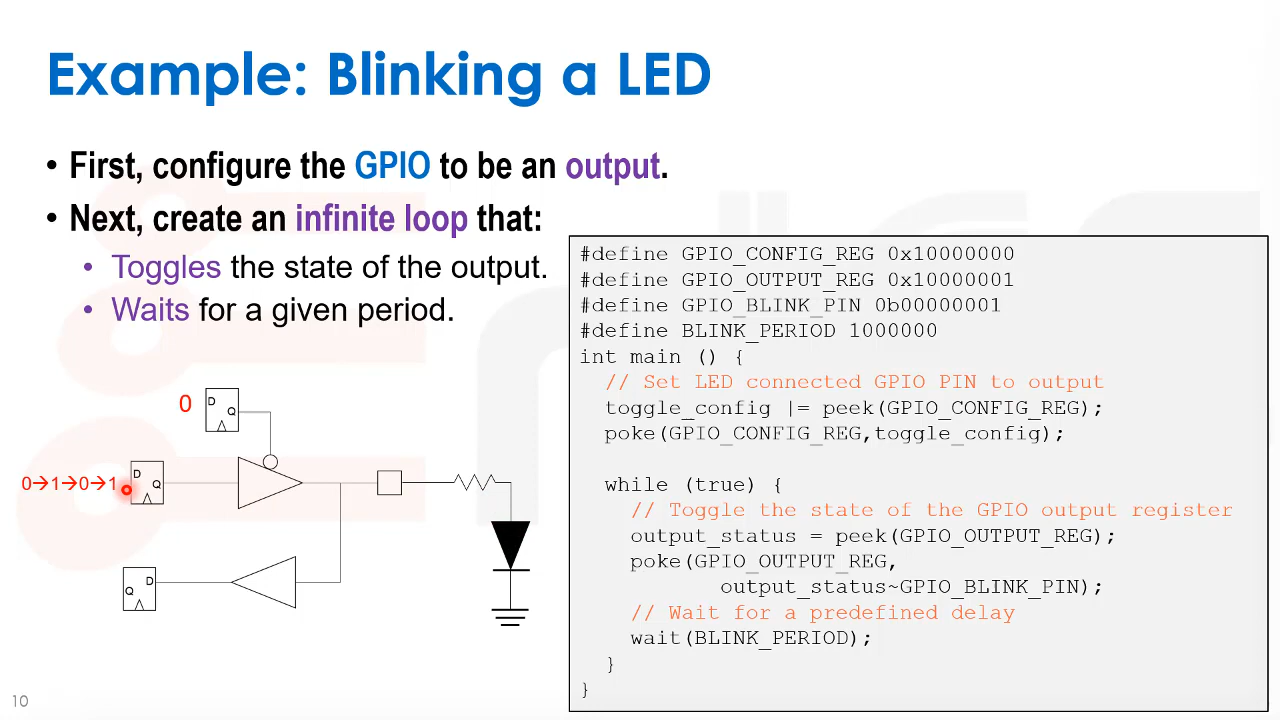 Example: Blinking a LED
• First, configure the GPIO to be an output.
• Next, create an infinite loop that:
• Toggles the state of the output.
• Waits for a given period.
#define GPIO_CONFIG_REG 0x10000000
#define GPIO_OUTPUT_REG 0x10000001
#define GPIO_BLINK_PIN 0b00000001
#define BLINK_PERIOD 1000000
int main () {
// Set LED connected GPIO PIN to output
toggle_config |= peek(GPIO_CONFIG_REG);
poke(GPIO_CONFIG_REG,toggle_config);
while (true) {
// Toggle the state of the GPIO output register
output_status = peek(GPIO_OUTPUT_REG);
poke(GPIO_OUTPUT_REG,
output_status~GPIO_BLINK_PIN);
// Wait for a predefined delay
wait(BLINK_PERIOD);
}
}
0
D
Q
0→1→0→1
D
Q
Q
D
10